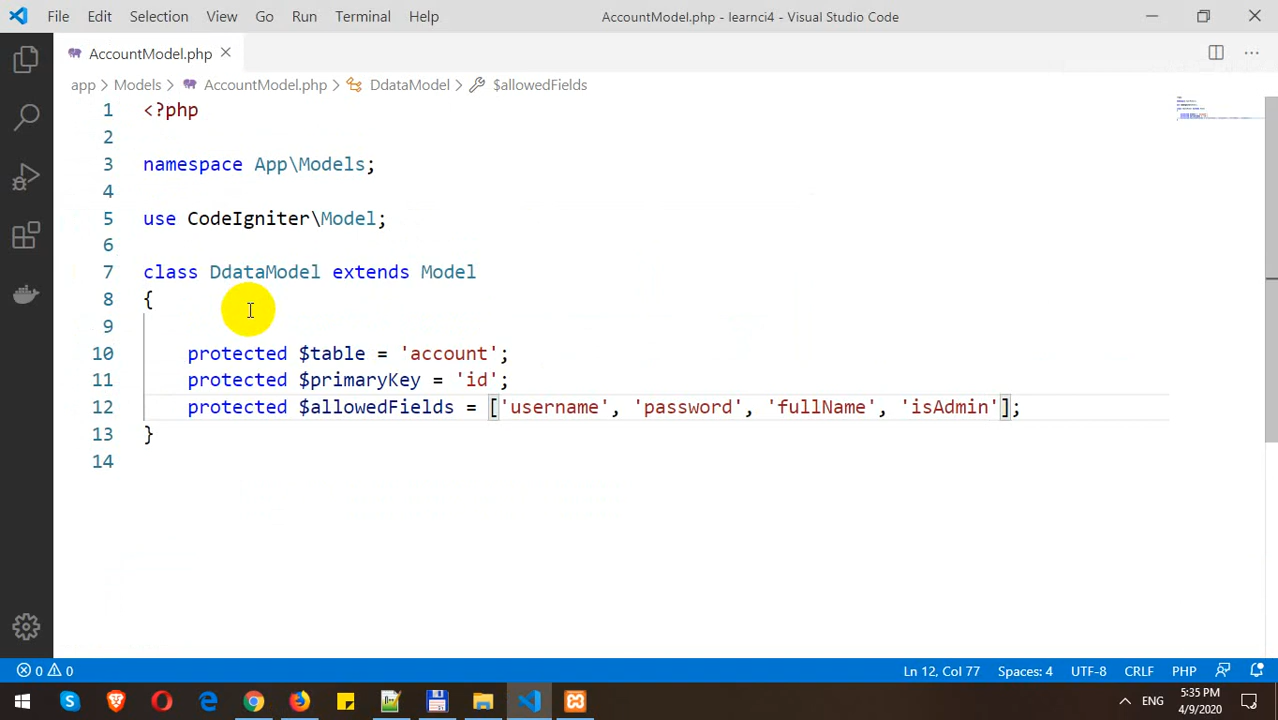 File Edit Selection View Go Run Terminal Help AccountModel.php - learnci4 - Visual Studio Code
AccountModel.php
app > Models > AccountModel.php > DdataModel > $allowedFields
1 <?php
2
3 namespace App\Models;
4
5 use CodeIgniter\Model;
6
7 class DdataModel extends Model
8 {
9
10 protected $table = 'account';
11 protected $primaryKey = 'id';
12 protected $allowedFields = ['username', 'password', 'fullName', 'isAdmin'];
13 }
14
0 0 Ln 12, Col 77 Spaces: 4 UTF-8 CRLF PHP
ENG 5:35 PM
4/9/2020